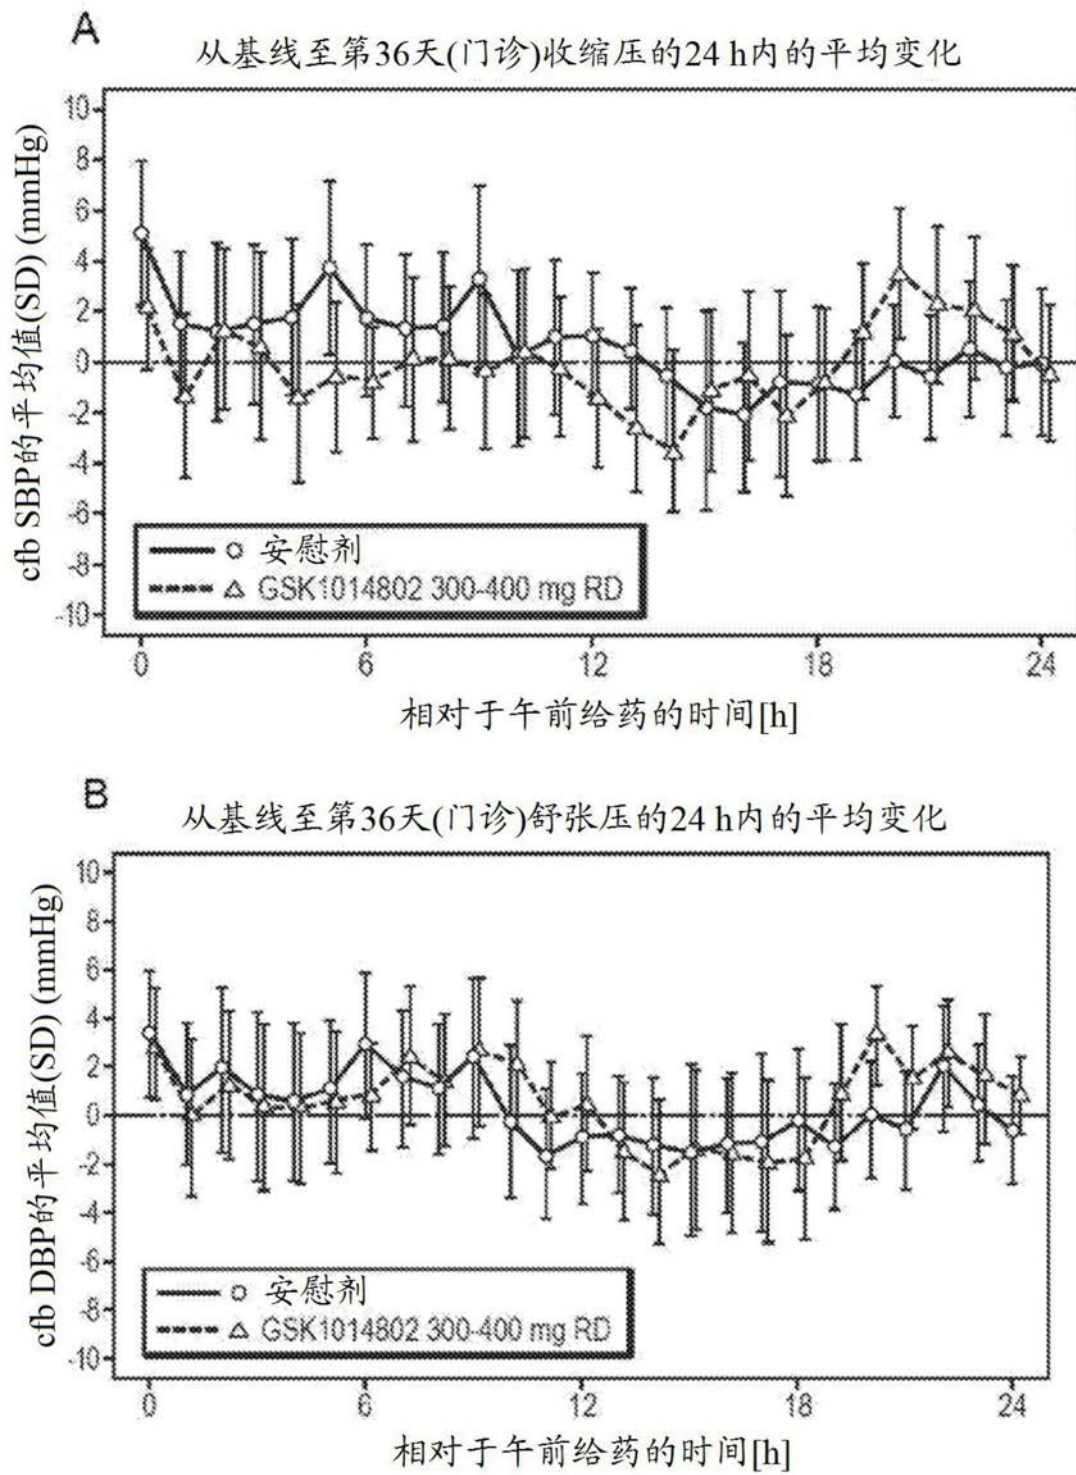 A
从基线至第36天(门诊)收缩压的24 h内的平均变化
cfb SBP的平均值(SD) (mmHg)
10
8
6
4
2
0
-2
-4
-6
-8
-10
安慰剂
GSK1014802 300-400 mg RD
0 6 12 18 24
相对于午前给药的时间[h]
B
从基线至第36天(门诊)舒张压的24 h内的平均变化
cfb DBP的平均值(SD) (mmHg)
10
8
6
4
2
0
-2
-4
-6
-8
-10
安慰剂
GSK1014802 300-400 mg RD
0 6 12 18 24
相对于午前给药的时间[h]